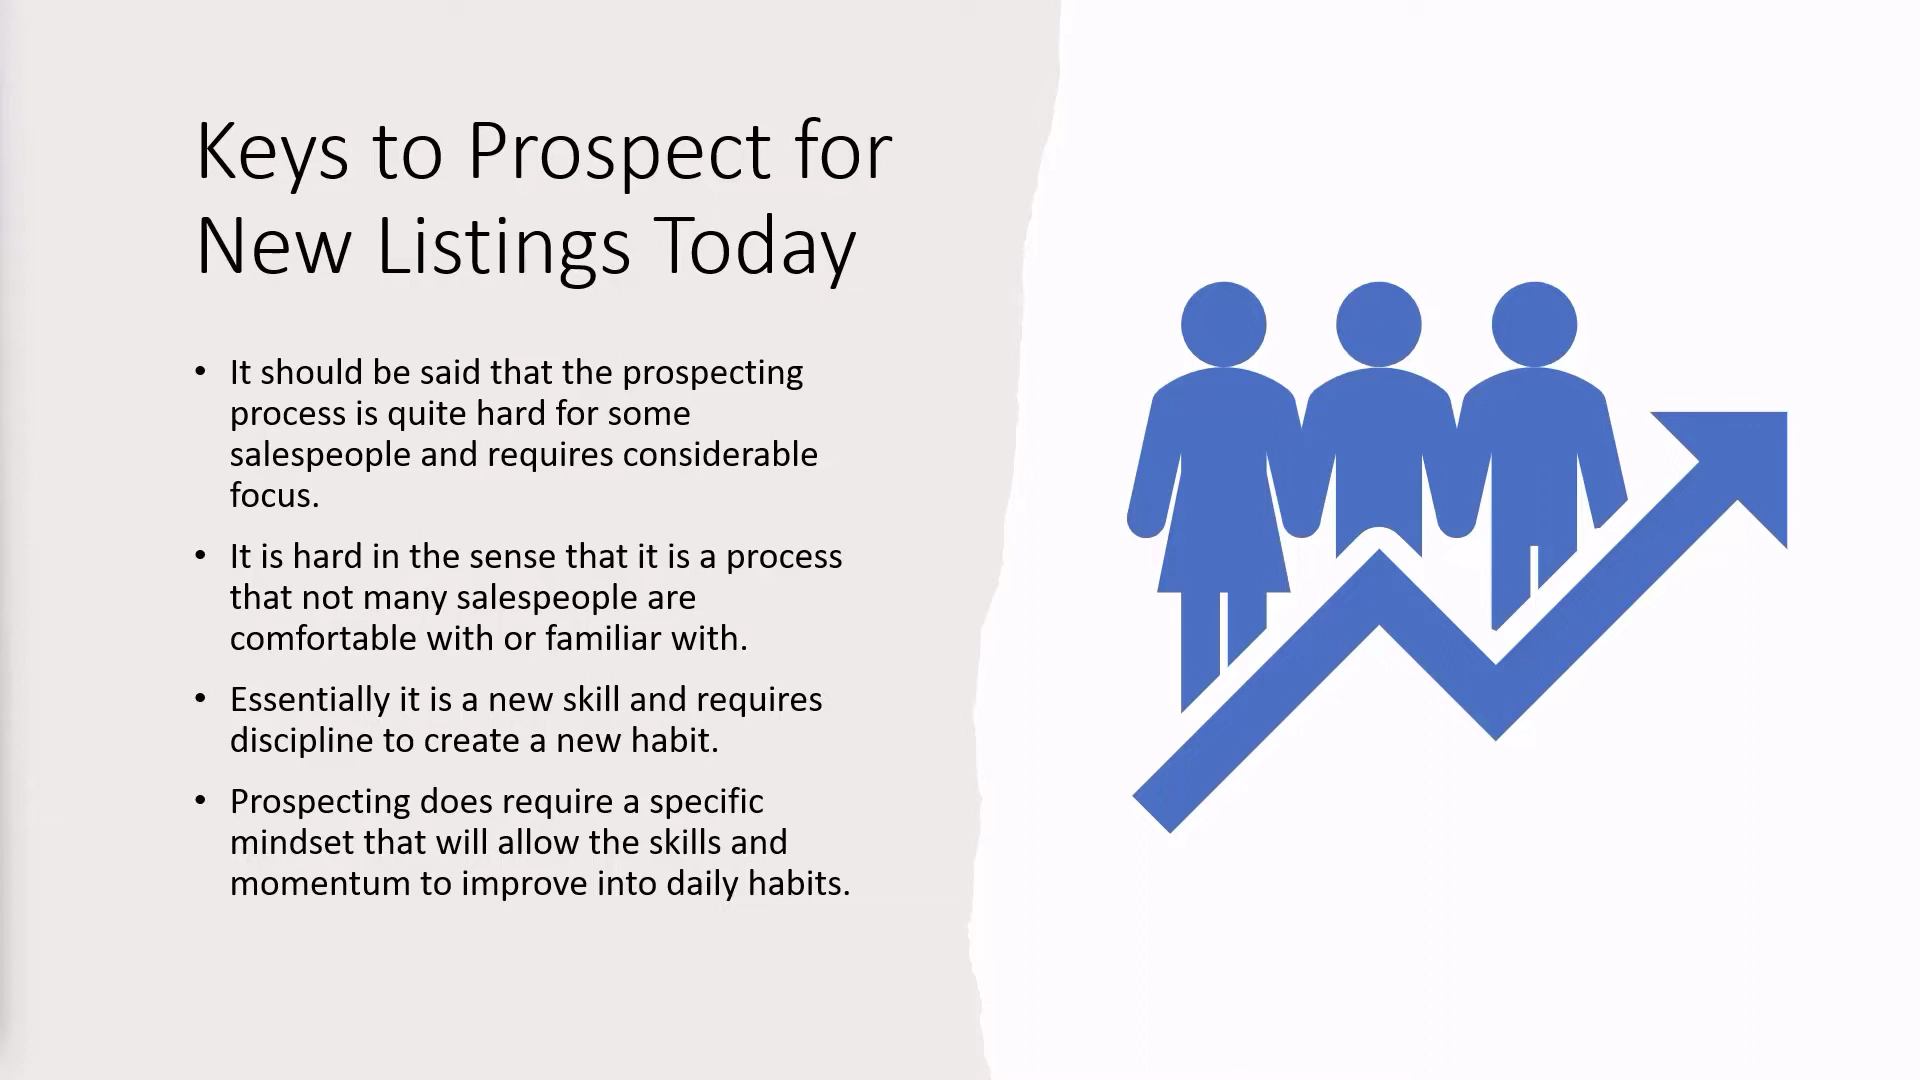 Keys to Prospect for
New Listings Today
• It should be said that the prospecting
process is quite hard for some
salespeople and requires considerable
focus.
• It is hard in the sense that it is a process
that not many salespeople are
comfortable with or familiar with.
• Essentially it is a new skill and requires
discipline to create a new habit.
• Prospecting does require a specific
mindset that will allow the skills and
momentum to improve into daily habits.